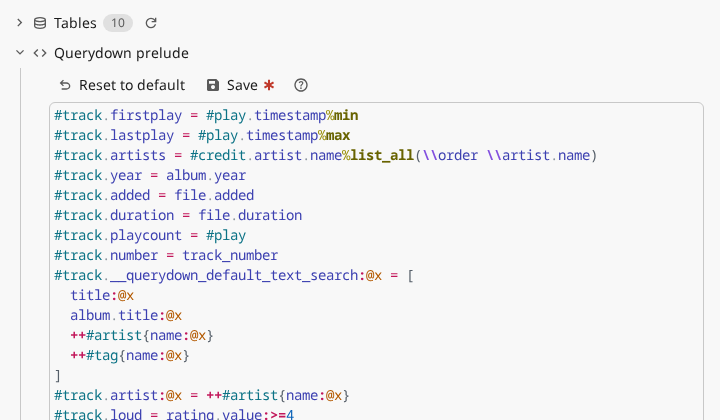 Tables 10
Querydown prelude
Reset to default Save *
#track.firstplay = #play.timestamp%min
#track.lastplay = #play.timestamp%max
#track.artists = #credit.artist.name%list_all(\\order \\artist.name)
#track.year = album.year
#track.added = file.added
#track.duration = file.duration
#track.playcount = #play
#track.number = track_number
#track.__querydown_default_text_search:@x = [
  title:@x
  album.title:@x
  ++#artist{name:@x}
  ++#tag{name:@x}
]
#track.artist:@x = ++#artist{name:@x}
#track.loud = rating.value:>=4